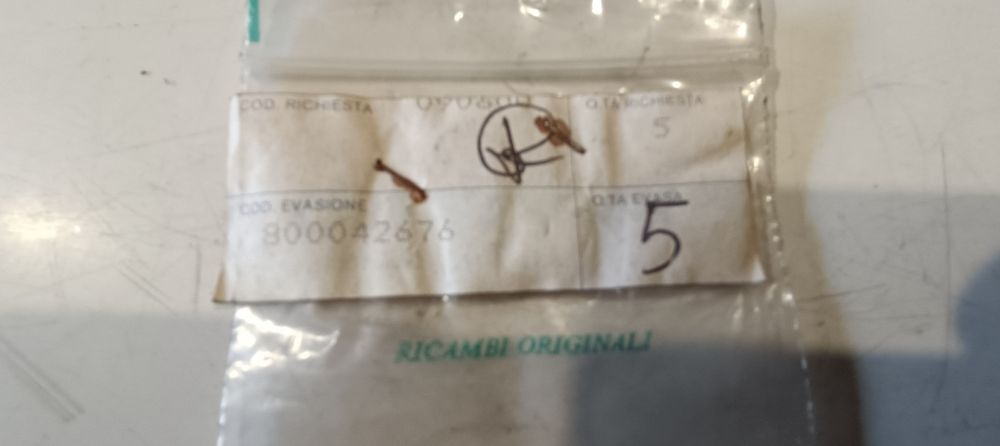 COD. RICHIESTA
Q.TA RICHIESTA
5
COD. EVASIONE
Q.TA EVASA
800042676
5
RICAMBI ORIGINALI